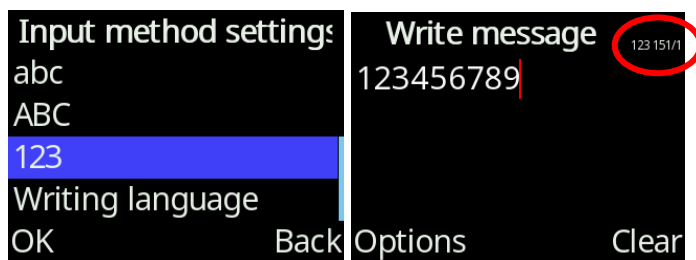 Input method settings
abc
ABC
123
Writing language
OK Back
Write message
123 151/1
123456789
Options Clear